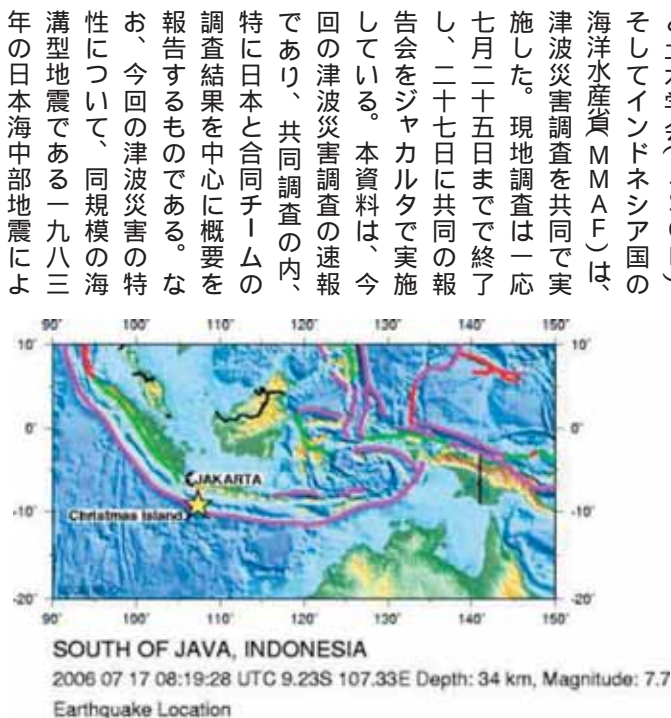 そしてインドネシア国の
海洋水産省(MMAF)は、
津波災害調査を共同で実
施した。現地調査は一応
七月二十五日までで終了
し、二十七日に共同の報
告会をジャカルタで実施
している。本資料は、今
回の津波災害調査の速報
であり、共同調査の内、
特に日本と合同チームの
調査結果を中心に概要を
報告するものである。な
お、今回の津波災害の特
性について、同規模の海
溝型地震である一九八三
年の日本海中部地震によ
90° 100° 110° 120° 130° 140° 150°
10° 10°
0° 0°
JAKARTA
-10° -10°
Christmas Island
-20° -20°
90° 100° 110° 120° 130° 140° 150°
SOUTH OF JAVA, INDONESIA
2006 07 17 08:19:28 UTC 9.23S 107.33E Depth: 34 km, Magnitude: 7.7
Earthquake Location